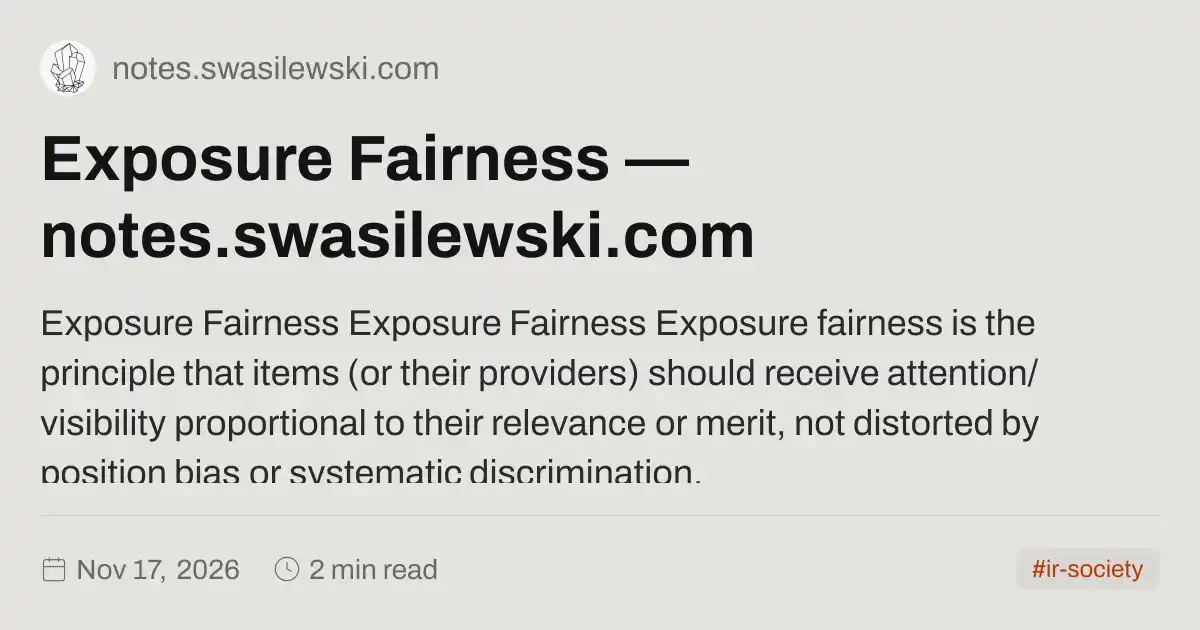 notes.swasilewski.com
Exposure Fairness —
notes.swasilewski.com
Exposure Fairness Exposure Fairness Exposure fairness is the
principle that items (or their providers) should receive attention/
visibility proportional to their relevance or merit, not distorted by
position bias or systematic discrimination.
Nov 17, 2026
2 min read
#ir-society